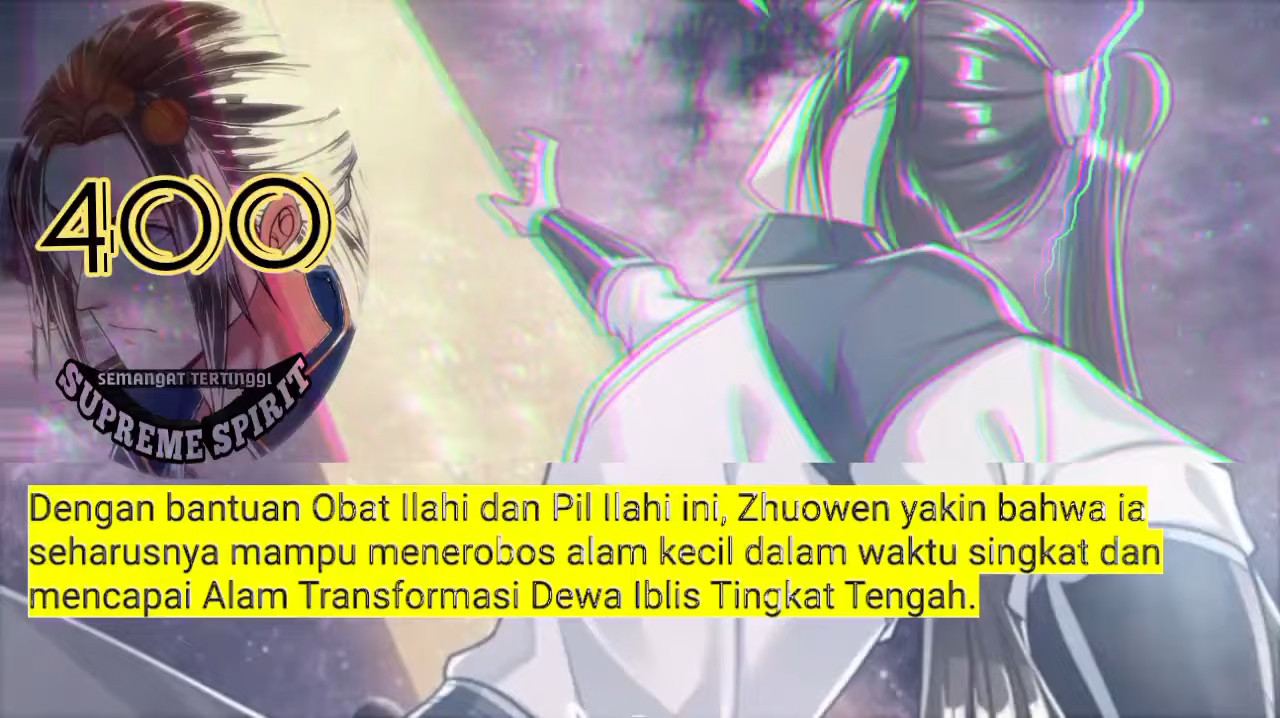 400
SEMANGAT TERTINGGI
SUPREME SPIRIT
Dengan bantuan Obat Ilahi dan Pil Ilahi ini, Zhuowen yakin bahwa ia
seharusnya mampu menerobos alam kecil dalam waktu singkat dan
mencapai Alam Transformasi Dewa Iblis Tingkat Tengah.